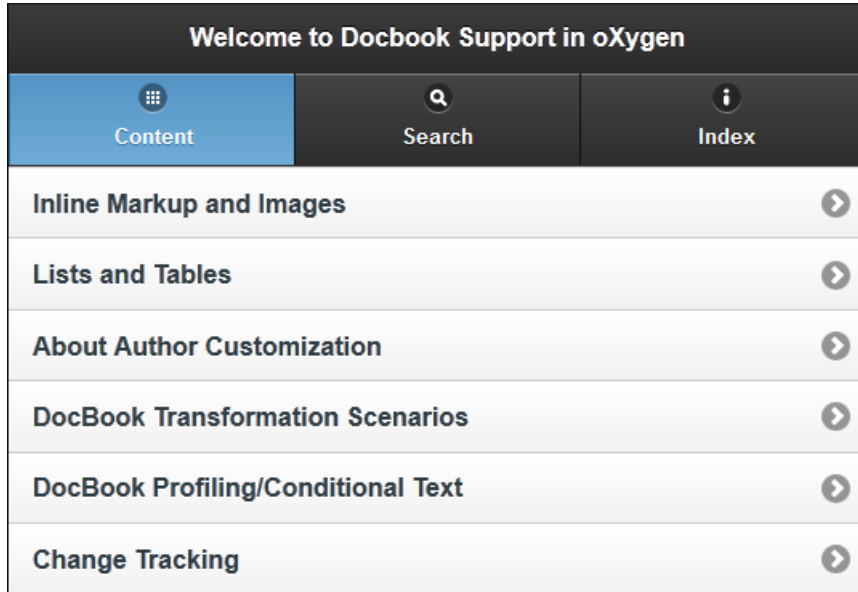 Welcome to Docbook Support in oXygen
Content Search Index
Inline Markup and Images
Lists and Tables
About Author Customization
DocBook Transformation Scenarios
DocBook Profiling/Conditional Text
Change Tracking